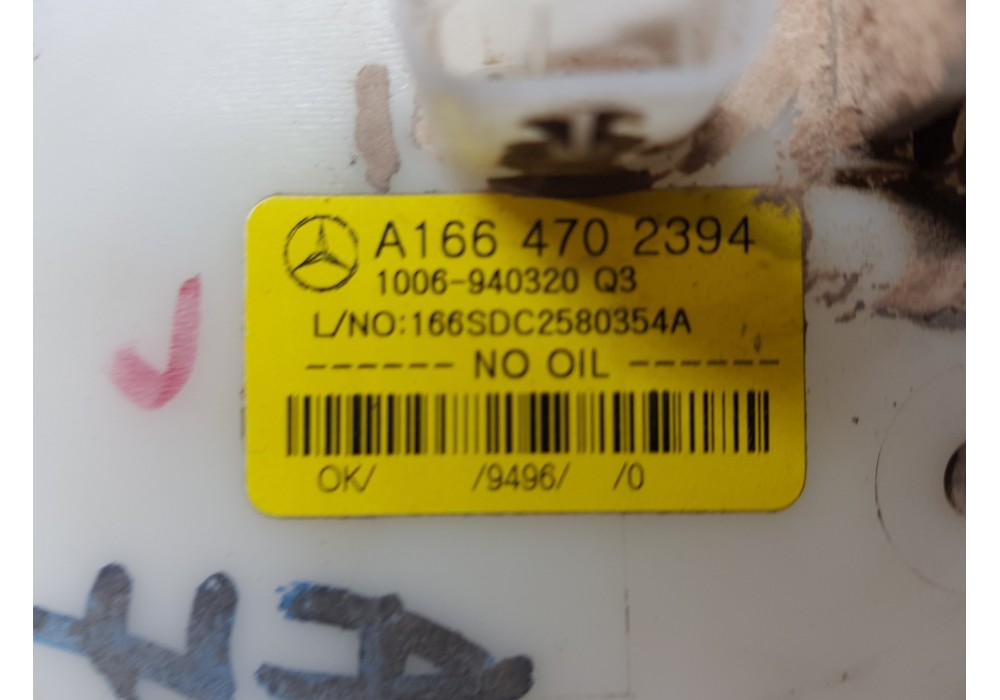 A166 470 2394
1006-940320 Q3
L/NO:166SDC2580354A
------ NO OIL ------
OK/ /9496/ /0